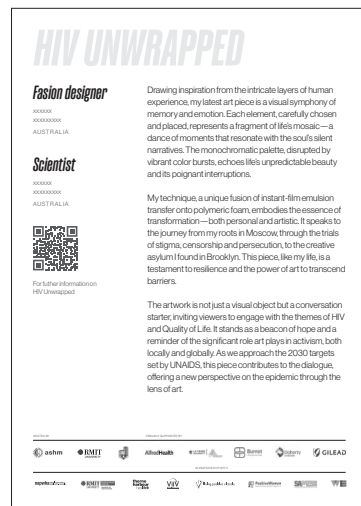 HIV UNWRAPPED
Fasion designer
xxxxxx
xxxxxxxxx
AUSTRALIA
Scientist
xxxxxx
xxxxxxxxx
AUSTRALIA
For futher information on
HIV Unwrapped
Drawing inspiration from the intricate layers of human
experience, my latest art piece is a visual symphony of
memory and emotion. Each element, carefully chosen
and placed, represents a fragment of life's mosaic—a
dance of moments that resonate with the soul's silent
narratives. The monochromatic palette, disrupted by
vibrant color bursts, echoes life's unpredictable beauty
and its poignant interruptions.
My technique, a unique fusion of instant-film emulsion
transfer onto polymeric foam, embodies the essence of
transformation—both personal and artistic. It speaks to
the journey from my roots in Moscow, through the trials
of stigma, censorship and persecution, to the creative
asylum I found in Brooklyn. This piece, like my life, is a
testament to resilience and the power of art to transcend
barriers.
The artwork is not just a visual object but a conversation
starter, inviting viewers to engage with the themes of HIV
and Quality of Life. It stands as a beacon of hope and a
reminder of the significant role art plays in activism, both
locally and globally. As we approach the 2030 targets
set by UNAIDS, this piece contributes to the dialogue,
offering a new perspective on the epidemic through the
lens of art.
ashm RMIT AlfredHealth Burnet Doherty GILEAD
RMIT ViiV PositiveWomen